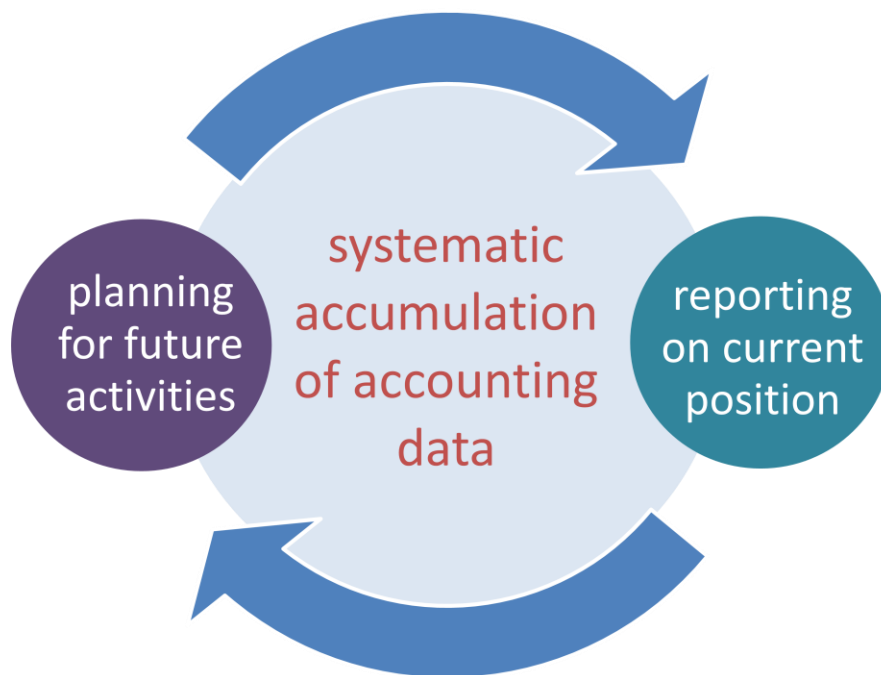 planning
for future
activities
systematic
accumulation
of accounting
data
reporting
on current
position